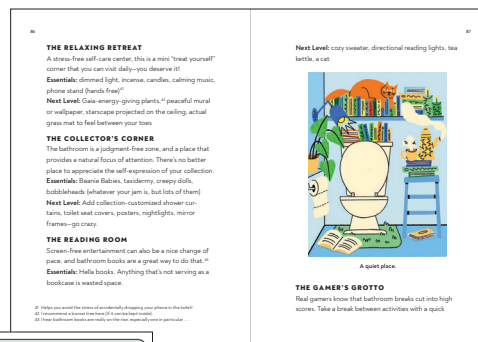 86
THE RELAXING RETREAT
A stress-free self-care center, this is a mini "treat yourself"
corner that you can visit daily—you deserve it!
Essentials: dimmed light, incense, candles, calming music,
phone stand (hands free)41
Next Level: Gaia-energy-giving plants,42 peaceful mural
or wallpaper, starscape projected on the ceiling, actual
grass mat to feel between your toes
THE COLLECTOR'S CORNER
The bathroom is a judgment-free zone, and a place that
provides a natural focus of attention. There's no better
place to appreciate the self-expression of your collection.
Essentials: Beanie Babies, taxidermy, creepy dolls,
bobbleheads (whatever your jam is, but lots of them)
Next Level: Add collection-customized shower cur-
tains, toilet seat covers, posters, nightlights, mirror
frames—go crazy.
THE READING ROOM
Screen-free entertainment can also be a nice change of
pace, and bathroom books are a great way to do that.43
Essentials: Hella books. Anything that's not serving as a
bookcase is wasted space.
41 Helps you avoid the stress of accidentally dropping your phone in the toilet!
42 I recommend a bonsai tree here (if it can be kept inside).
43 I hear bathroom books are really on the rise, especially one in particular . . .
87
Next Level: cozy sweater, directional reading lights, tea
kettle, a cat
A quiet place.
THE GAMER'S GROTTO
Real gamers know that bathroom breaks cut into high
scores. Take a break between activities with a quick